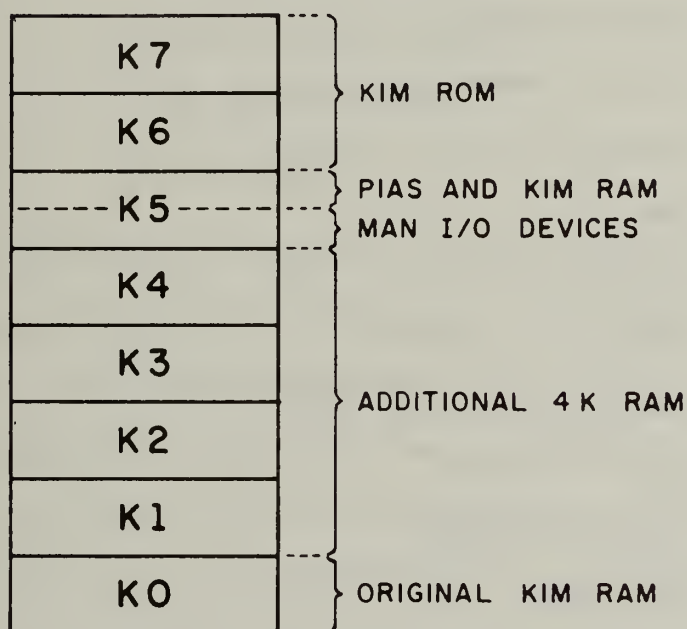 K7
KIM ROM
K6
PIAS AND KIM RAM
K5
MAN I/O DEVICES
K4
K3
ADDITIONAL 4K RAM
K2
K1
K0
ORIGINAL KIM RAM